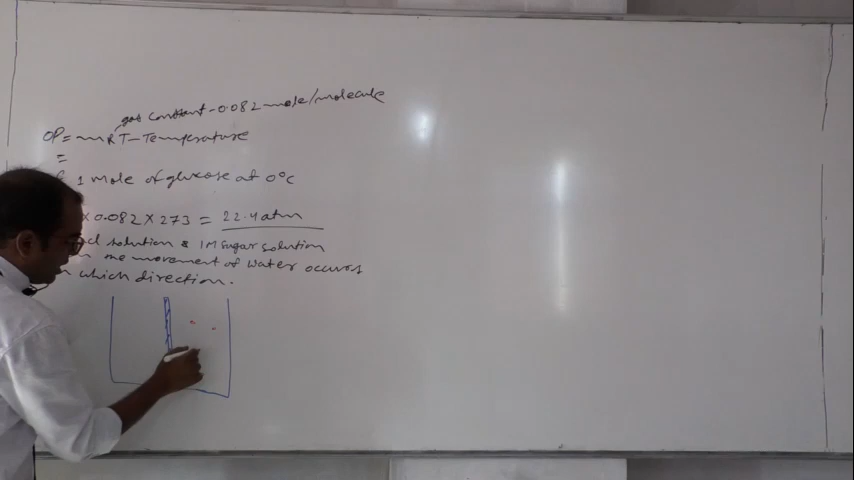 gas constant - 0.082 mole/molecule
OP = mRT - Temperature
=
1 mole of glucose at 0°C
× 0.082 × 273 = 22.4 atm
solution & 1M sugar solution
the movement of water occurs
which direction.